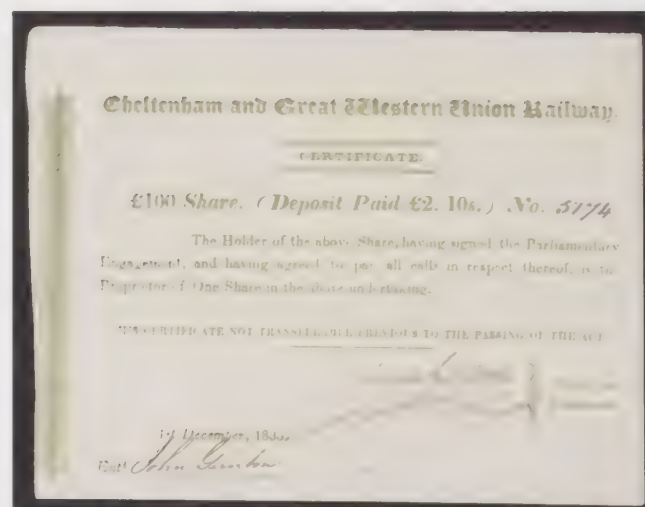 Cheltenham and Great Western Union Railway.
CERTIFICATE.
£100 Share. (Deposit Paid £2. 10s.) No. 5174
The Holder of the above Share, having signed the Parliamentary
Engagement, and having agreed to pay all calls in respect thereof, is the
Proprietor of One Share in the above undertaking.
CERTIFICATE NOT TRANSFERABLE PREVIOUS TO THE PASSING OF THE ACT
1st December, 183
John